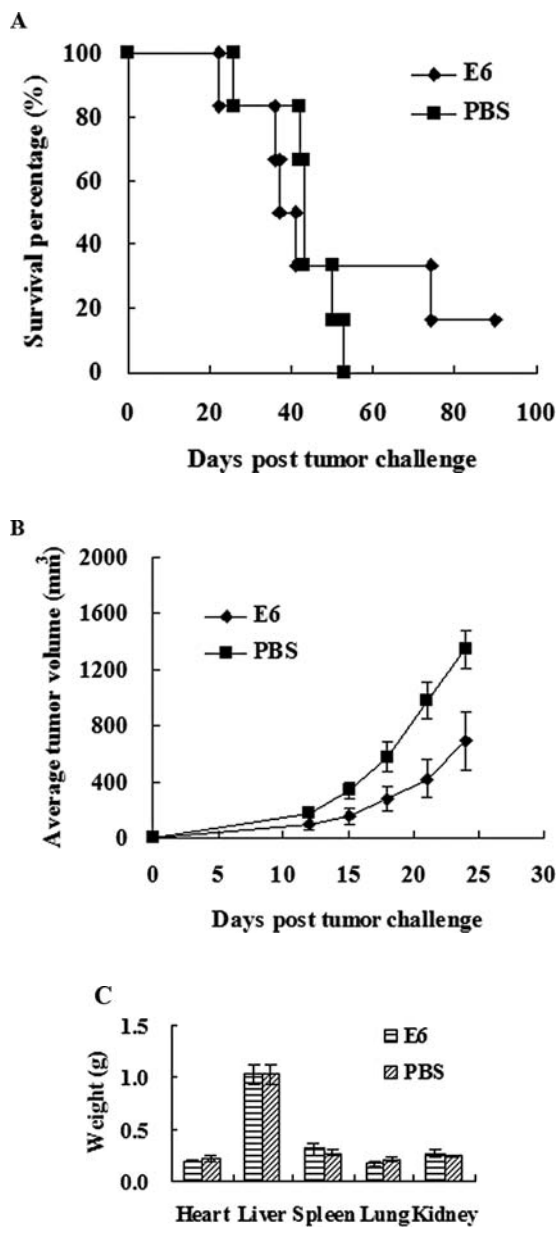 A
Survival percentage (%)
100
80
60
40
20
0
E6
PBS
0 20 40 60 80 100
Days post tumor challenge
B
Average tumor volume (mm³)
2000
1600
1200
800
400
0
E6
PBS
0 5 10 15 20 25 30
Days post tumor challenge
C
Weight (g)
1.5
1.0
0.5
0.0
E6
PBS
Heart Liver Spleen Lung Kidney